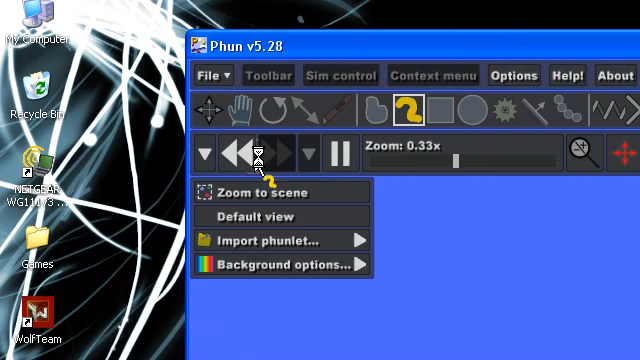 My Computer
Phun v5.28
File
Toolbar
Sim control
Context menu
Options
Help!
About
Recycle Bin
Zoom: 0.33x
NETGEAR
WG111v3 ...
Zoom to scene
Default view
Import phunlet...
Background options...
Games
WolfTeam